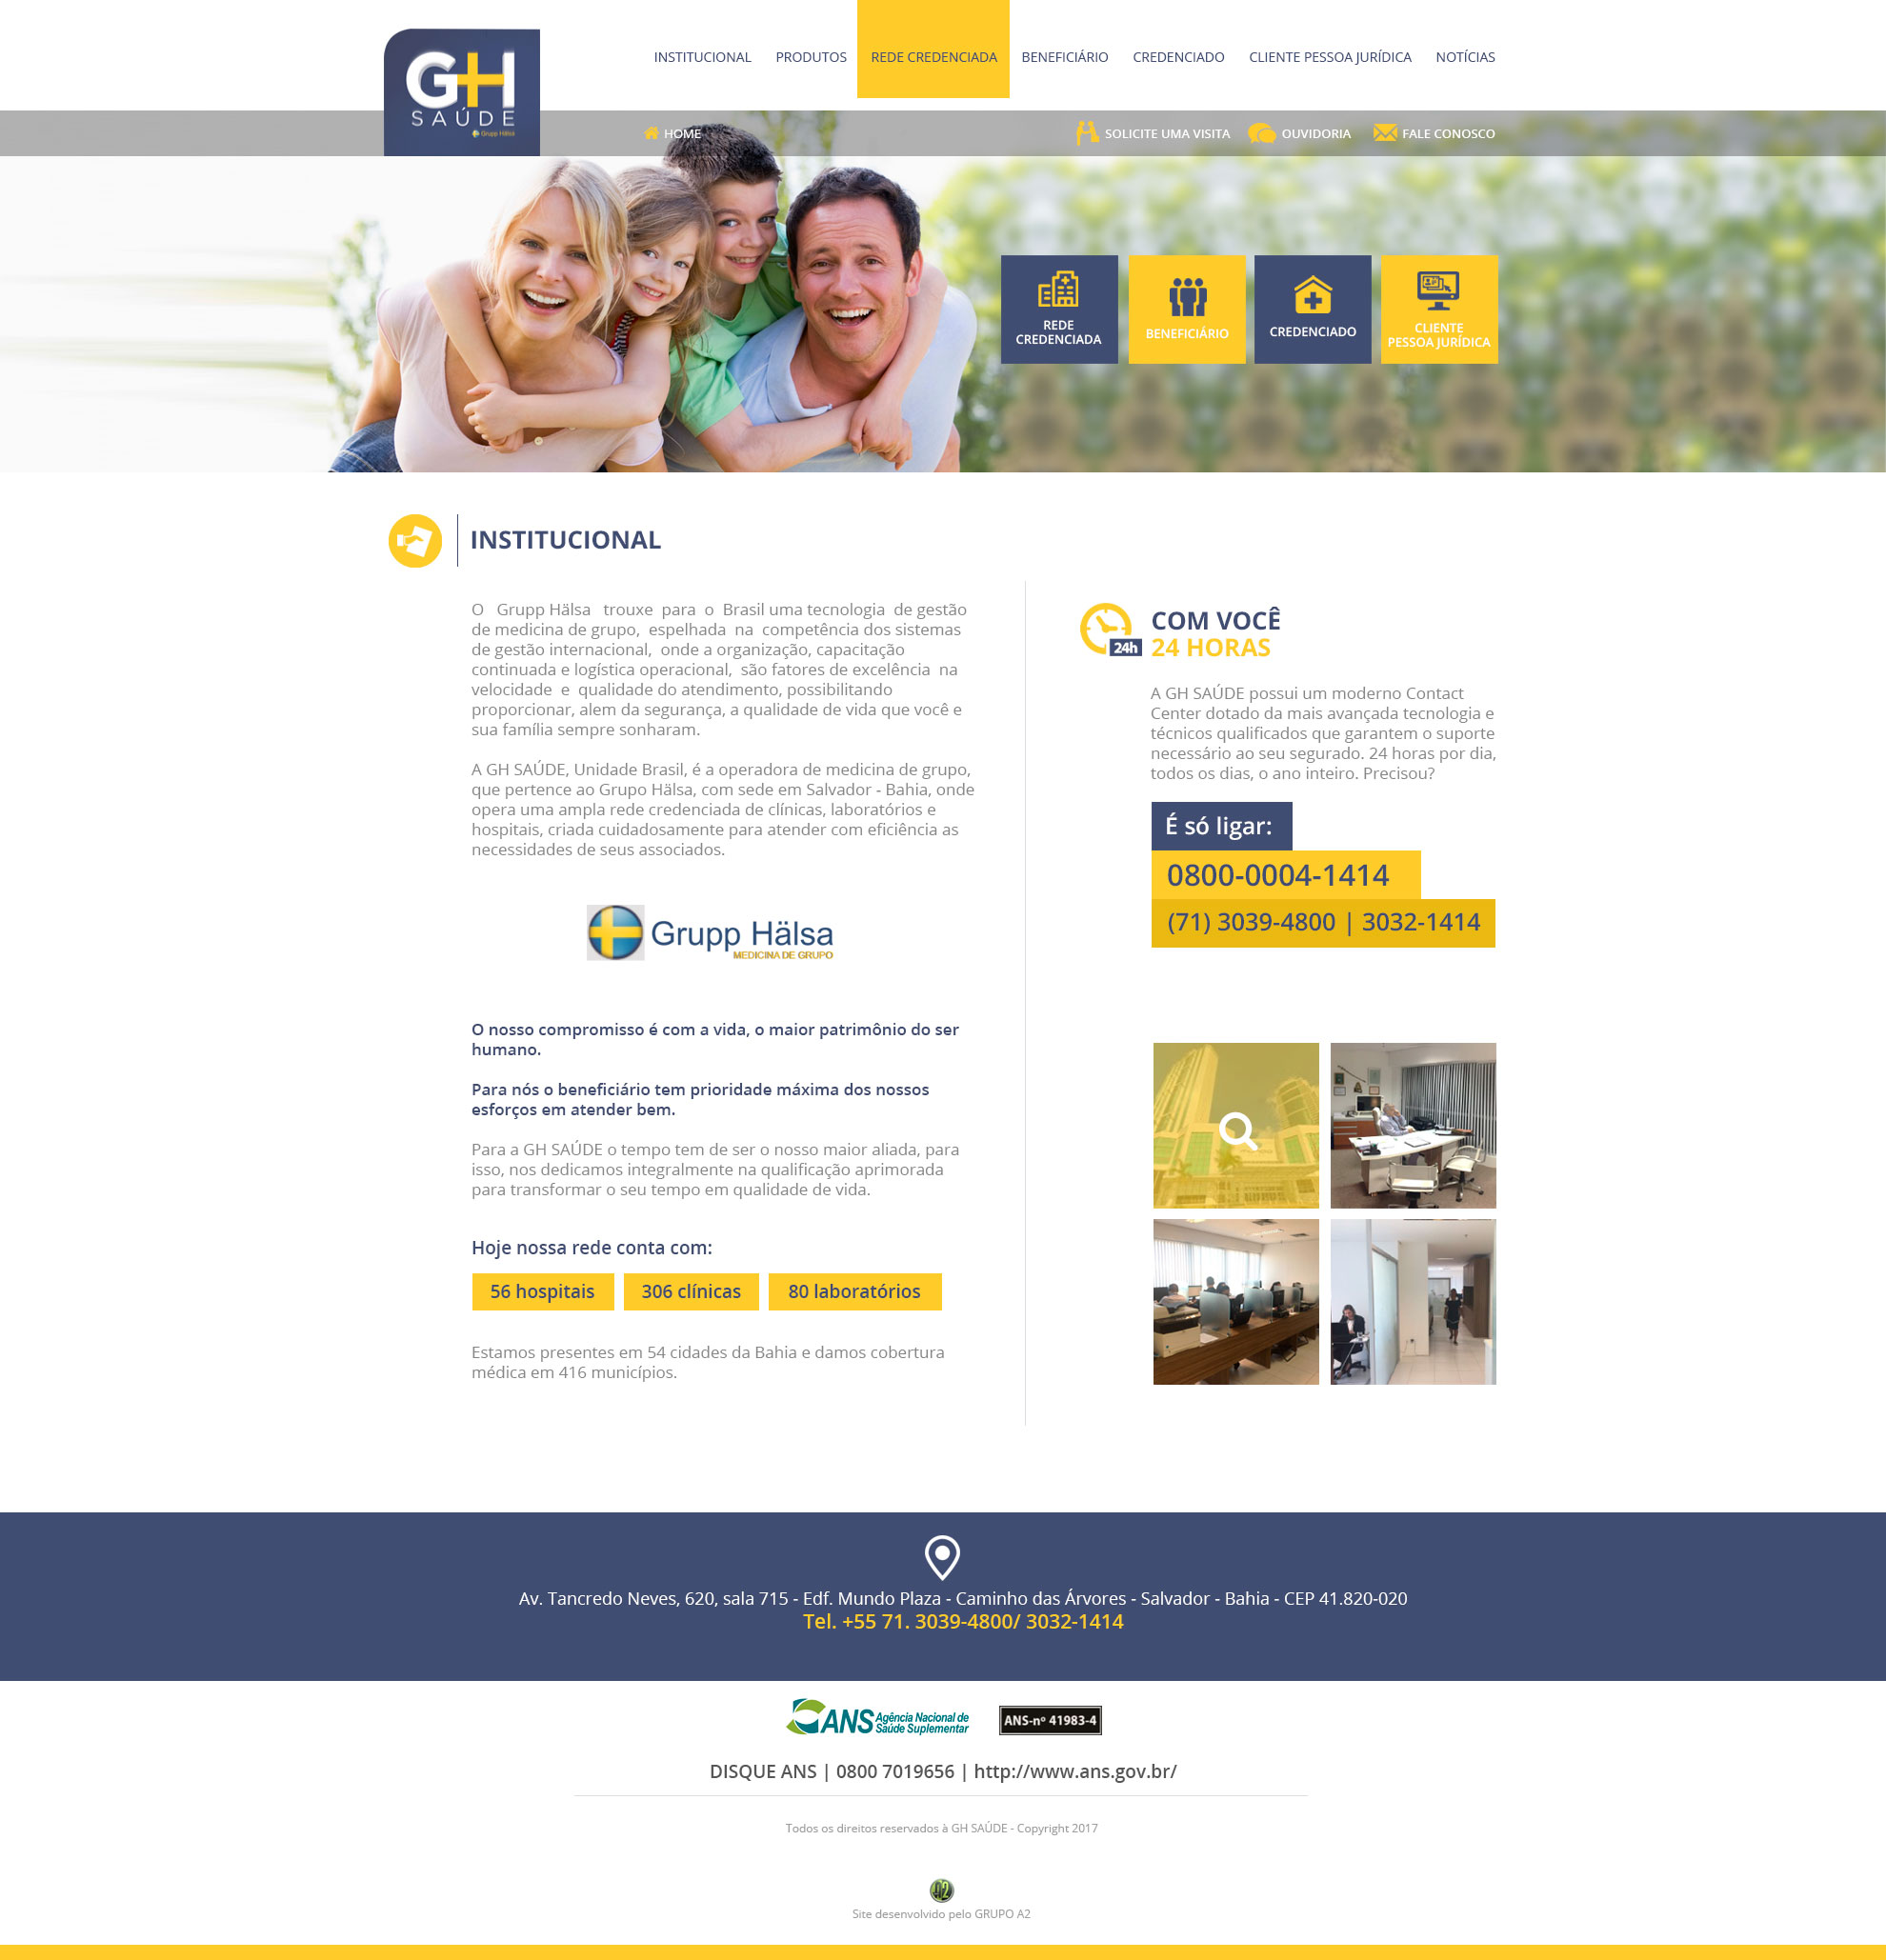 INSTITUCIONAL PRODUTOS REDE CREDENCIADA BENEFICIÁRIO CREDENCIADO CLIENTE PESSOA JURÍDICA NOTÍCIAS
GH
SAÚDE
Grupp Hälsa
HOME SOLICITE UMA VISITA OUVIDORIA FALE CONOSCO
REDE
CREDENCIADA
BENEFICIÁRIO
CREDENCIADO
CLIENTE
PESSOA JURÍDICA
INSTITUCIONAL
O Grupp Hälsa trouxe para o Brasil uma tecnologia de gestão
de medicina de grupo, espelhada na competência dos sistemas
de gestão internacional, onde a organização, capacitação
continuada e logística operacional, são fatores de excelência na
velocidade e qualidade do atendimento, possibilitando
proporcionar, alem da segurança, a qualidade de vida que você e
sua família sempre sonharam.
A GH SAÚDE, Unidade Brasil, é a operadora de medicina de grupo,
que pertence ao Grupo Hälsa, com sede em Salvador - Bahia, onde
opera uma ampla rede credenciada de clínicas, laboratórios e
hospitais, criada cuidadosamente para atender com eficiência as
necessidades de seus associados.
Grupp Hälsa
MEDICINA DE GRUPO
O nosso compromisso é com a vida, o maior patrimônio do ser
humano.
Para nós o beneficiário tem prioridade máxima dos nossos
esforços em atender bem.
Para a GH SAÚDE o tempo tem de ser o nosso maior aliada, para
isso, nos dedicamos integralmente na qualificação aprimorada
para transformar o seu tempo em qualidade de vida.
Hoje nossa rede conta com:
56 hospitais 306 clínicas 80 laboratórios
Estamos presentes em 54 cidades da Bahia e damos cobertura
médica em 416 municípios.
24h
COM VOCÊ
24 HORAS
A GH SAÚDE possui um moderno Contact
Center dotado da mais avançada tecnologia e
técnicos qualificados que garantem o suporte
necessário ao seu segurado. 24 horas por dia,
todos os dias, o ano inteiro. Precisou?
É só ligar:
0800-0004-1414
(71) 3039-4800 | 3032-1414
Av. Tancredo Neves, 620, sala 715 - Edf. Mundo Plaza - Caminho das Árvores - Salvador - Bahia - CEP 41.820-020
Tel. +55 71. 3039-4800/ 3032-1414
ANS Agência Nacional de
Saúde Suplementar
ANS-nº 41983-4
DISQUE ANS | 0800 7019656 | http://www.ans.gov.br/
Todos os direitos reservados à GH SAÚDE - Copyright 2017
A2
Site desenvolvido pelo GRUPO A2